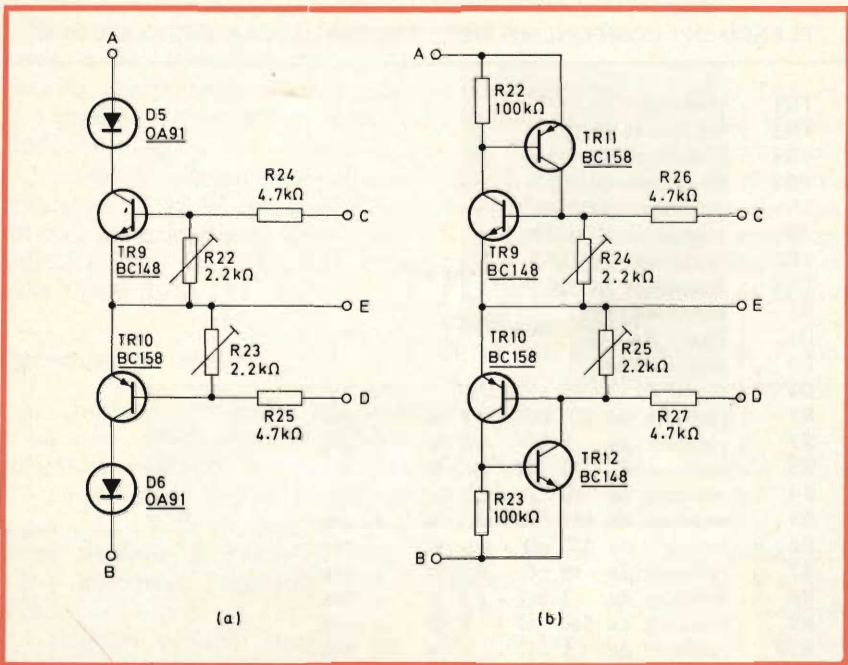 A
D5
OA91
R24
4.7kΩ
C
TR9
BC148
R22
2.2kΩ
E
TR10
BC158
R23
2.2kΩ
D
R25
4.7kΩ
D6
OA91
B
(a)
A
R22
100kΩ
TR11
BC158
R26
4.7kΩ
C
TR9
BC148
R24
2.2kΩ
E
TR10
BC158
R25
2.2kΩ
D
R27
4.7kΩ
TR12
BC148
R23
100kΩ
B
(b)